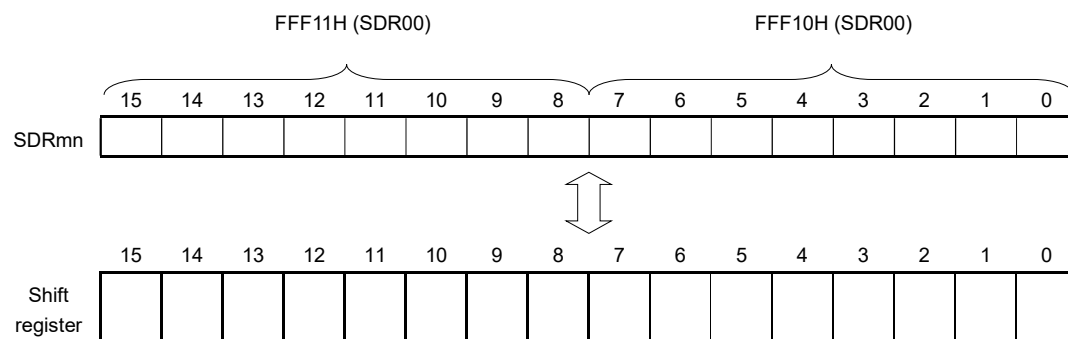 FFF11H (SDR00) FFF10H (SDR00)
15 14 13 12 11 10 9 8 7 6 5 4 3 2 1 0
SDRmn
15 14 13 12 11 10 9 8 7 6 5 4 3 2 1 0
Shift
register